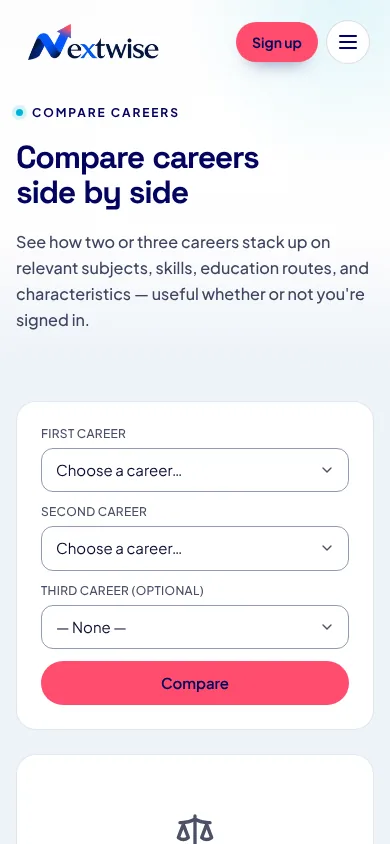 Nextwise
Sign up
COMPARE CAREERS
Compare careers
side by side
See how two or three careers stack up on
relevant subjects, skills, education routes, and
characteristics — useful whether or not you're
signed in.
FIRST CAREER
Choose a career...
SECOND CAREER
Choose a career...
THIRD CAREER (OPTIONAL)
— None —
Compare